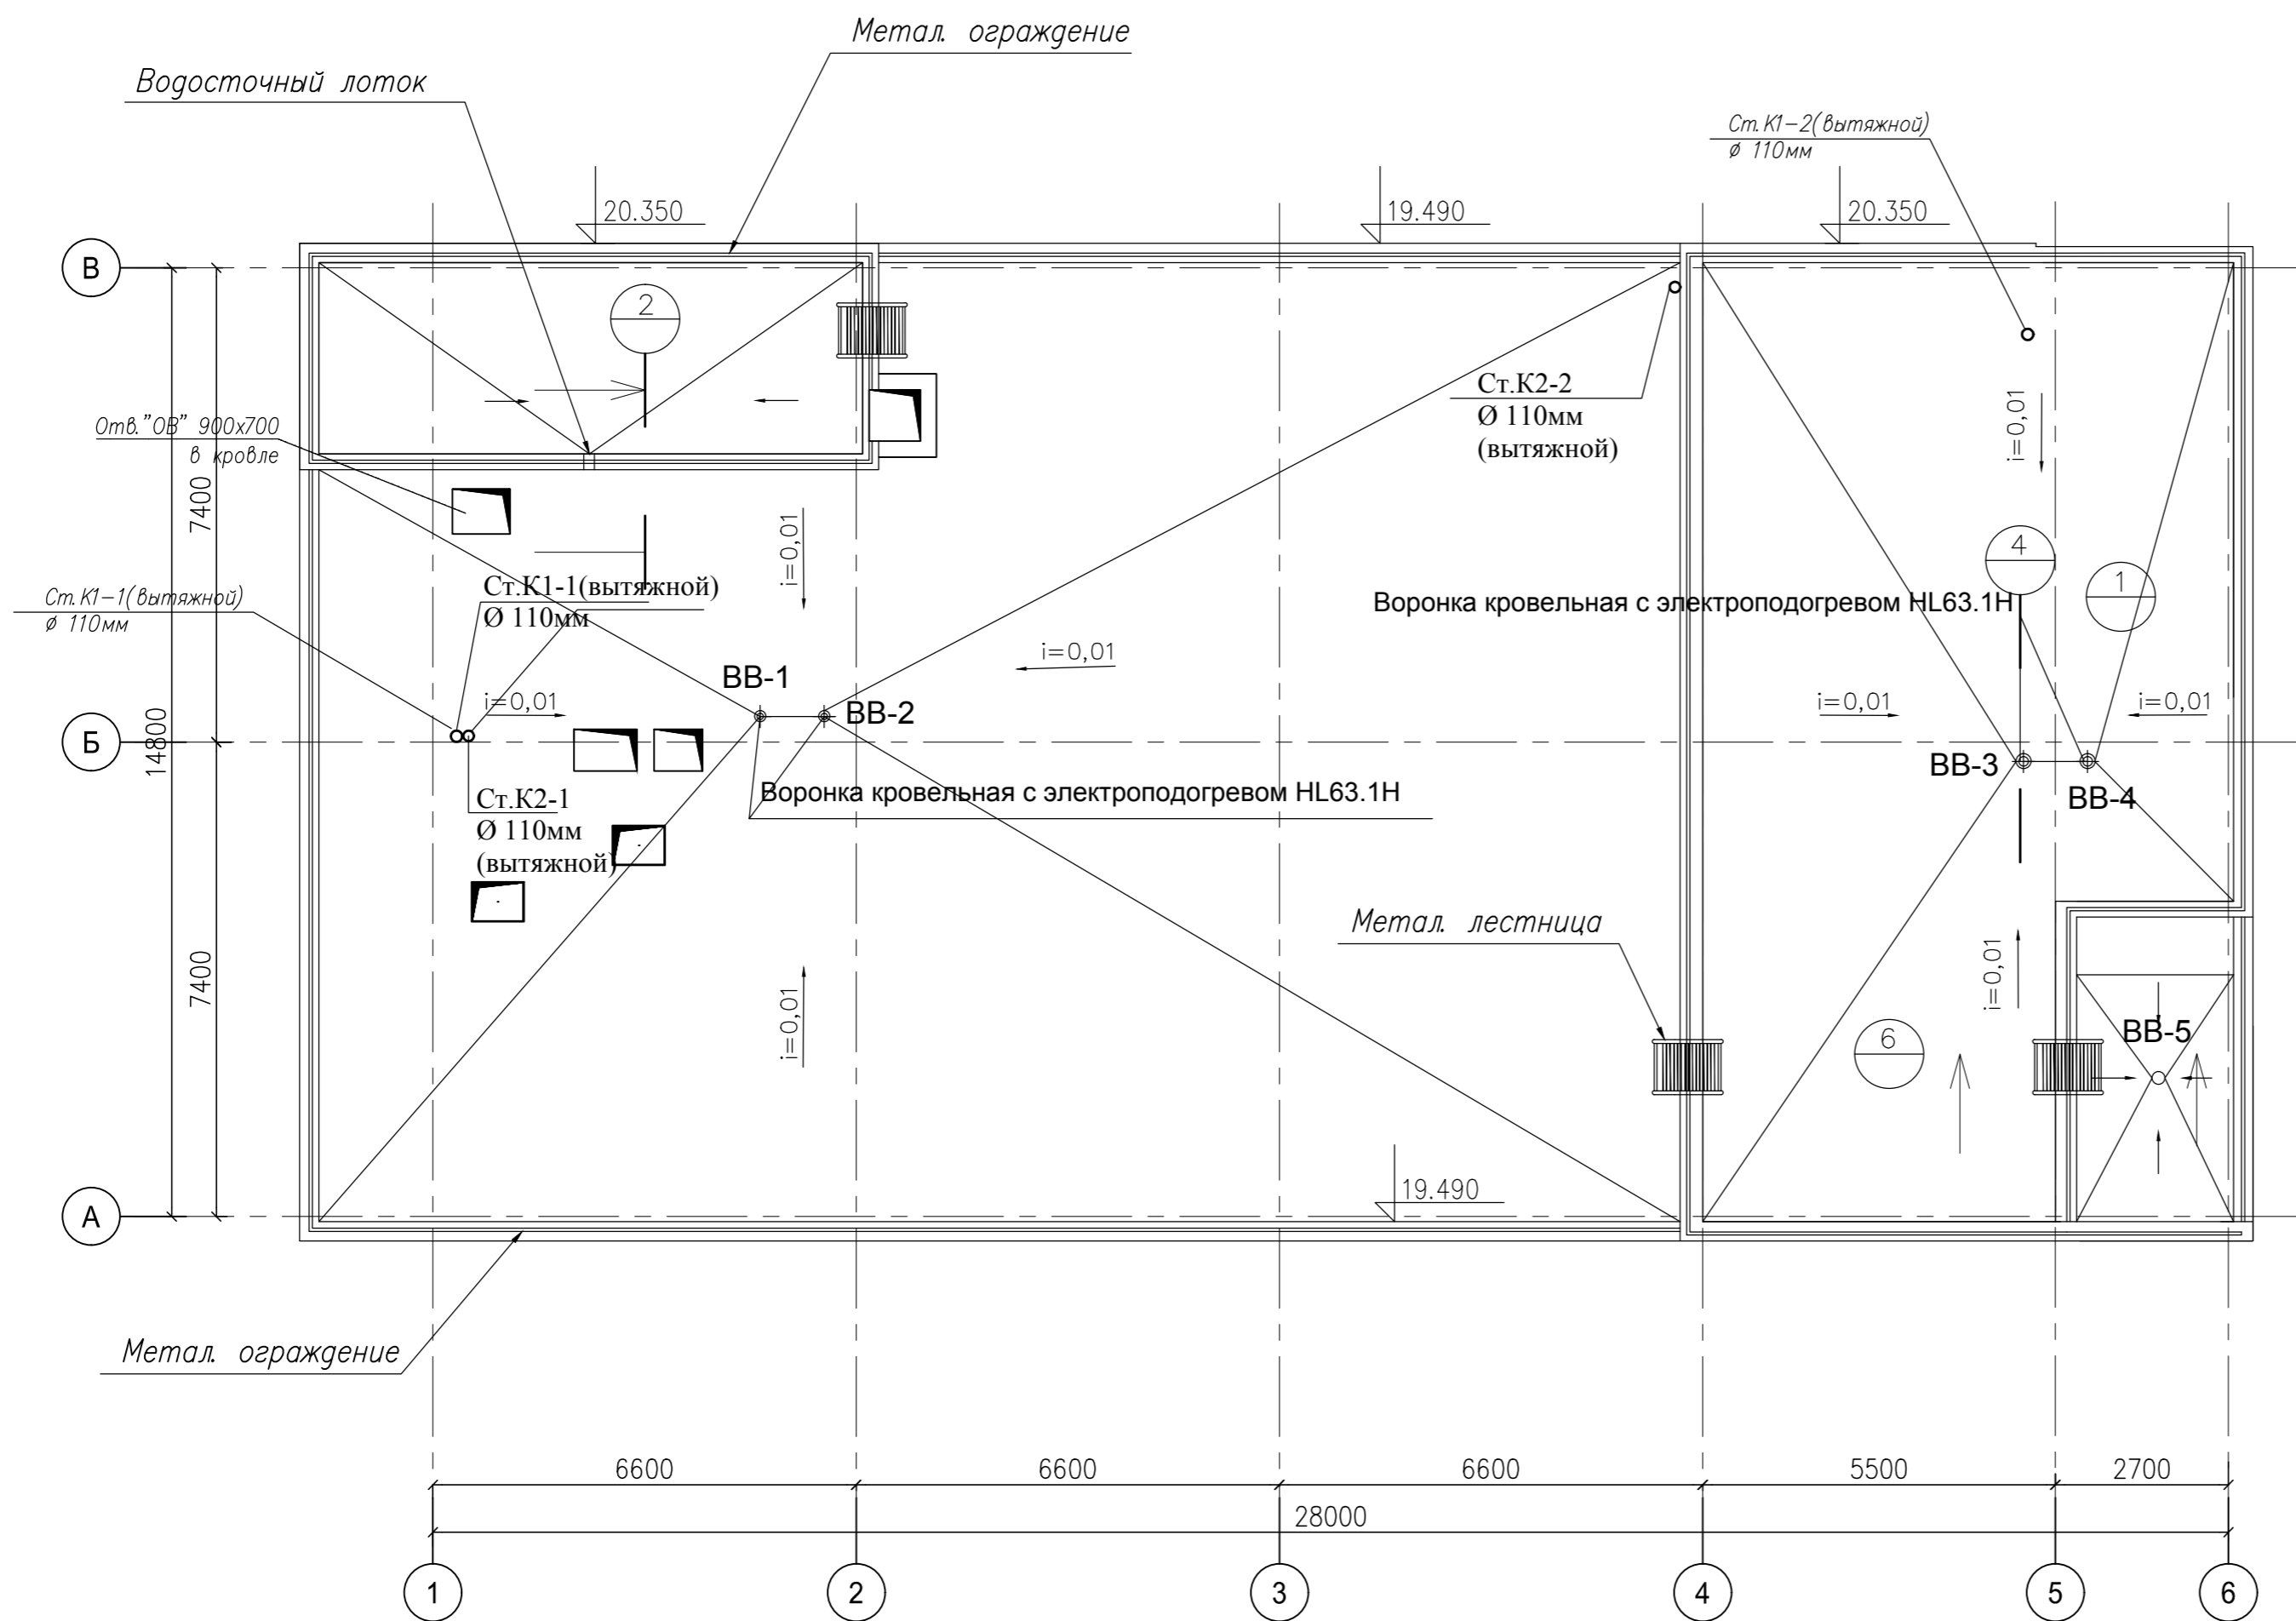 Метал. ограждение
Водосточный лоток
Ст.К1-2(вытяжной)
ø 110мм
20.350
19.490
20.350
В
2
Ст.К2-2
Ø 110мм
(вытяжной)
Отв."ОВ" 900х700
в кровле
i=0,01
7400
i=0,01
4
1
Ст.К1-1(вытяжной)
Ø 110мм
Ст.К1-1(вытяжной)
ø 110мм
Воронка кровельная с электроподогревом HL63.1H
i=0,01
ВВ-1
i=0,01
ВВ-2
i=0,01
i=0,01
Б
14800
ВВ-3
ВВ-4
Воронка кровельная с электроподогревом HL63.1H
Ст.К2-1
Ø 110мм
(вытяжной)
Метал. лестница
7400
i=0,01
i=0,01
ВВ-5
6
19.490
А
Метал. ограждение
6600
6600
6600
5500
2700
28000
1
2
3
4
5
6